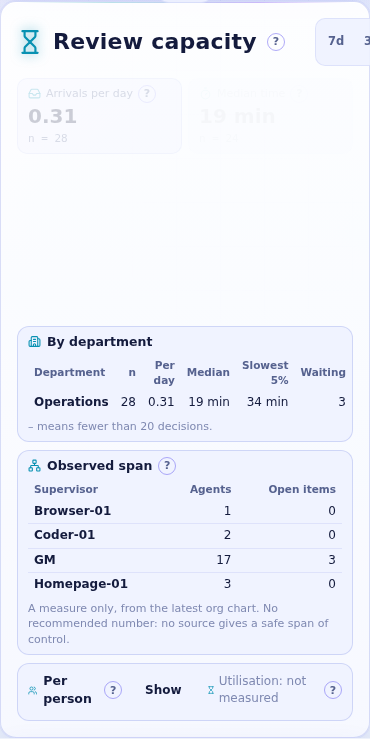 Review capacity ? 7d 3
Arrivals per day ?
0.31 19 min
n = 28
By department
Department n Per day Median Slowest 5% Waiting
Operations 28 0.31 19 min 34 min 3
– means fewer than 20 decisions.
Observed span ?
Supervisor Agents Open items
Browser-01 1 0
Coder-01 2 0
GM 17 3
Homepage-01 3 0
A measure only, from the latest org chart. No
recommended number: no source gives a safe span of
control.
Per person ? Show Utilisation: not measured ?